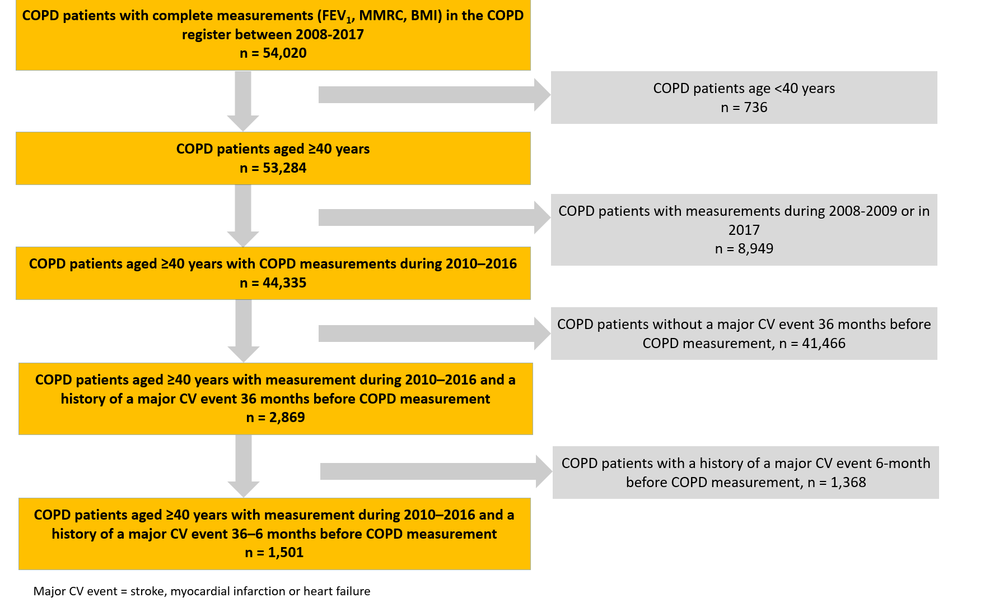 COPD patients with complete measurements (FEV₁, MMRC, BMI) in the COPD
register between 2008-2017
n = 54,020
COPD patients age <40 years
n = 736
COPD patients aged ≥40 years
n = 53,284
COPD patients with measurements during 2008-2009 or in
2017
n = 8,949
COPD patients aged ≥40 years with COPD measurements during 2010–2016
n = 44,335
COPD patients without a major CV event 36 months before
COPD measurement, n = 41,466
COPD patients aged ≥40 years with measurement during 2010–2016 and a
history of a major CV event 36 months before COPD measurement
n = 2,869
COPD patients with a history of a major CV event 6-month
before COPD measurement, n = 1,368
COPD patients aged ≥40 years with measurement during 2010–2016 and a
history of a major CV event 36–6 months before COPD measurement
n = 1,501
Major CV event = stroke, myocardial infarction or heart failure